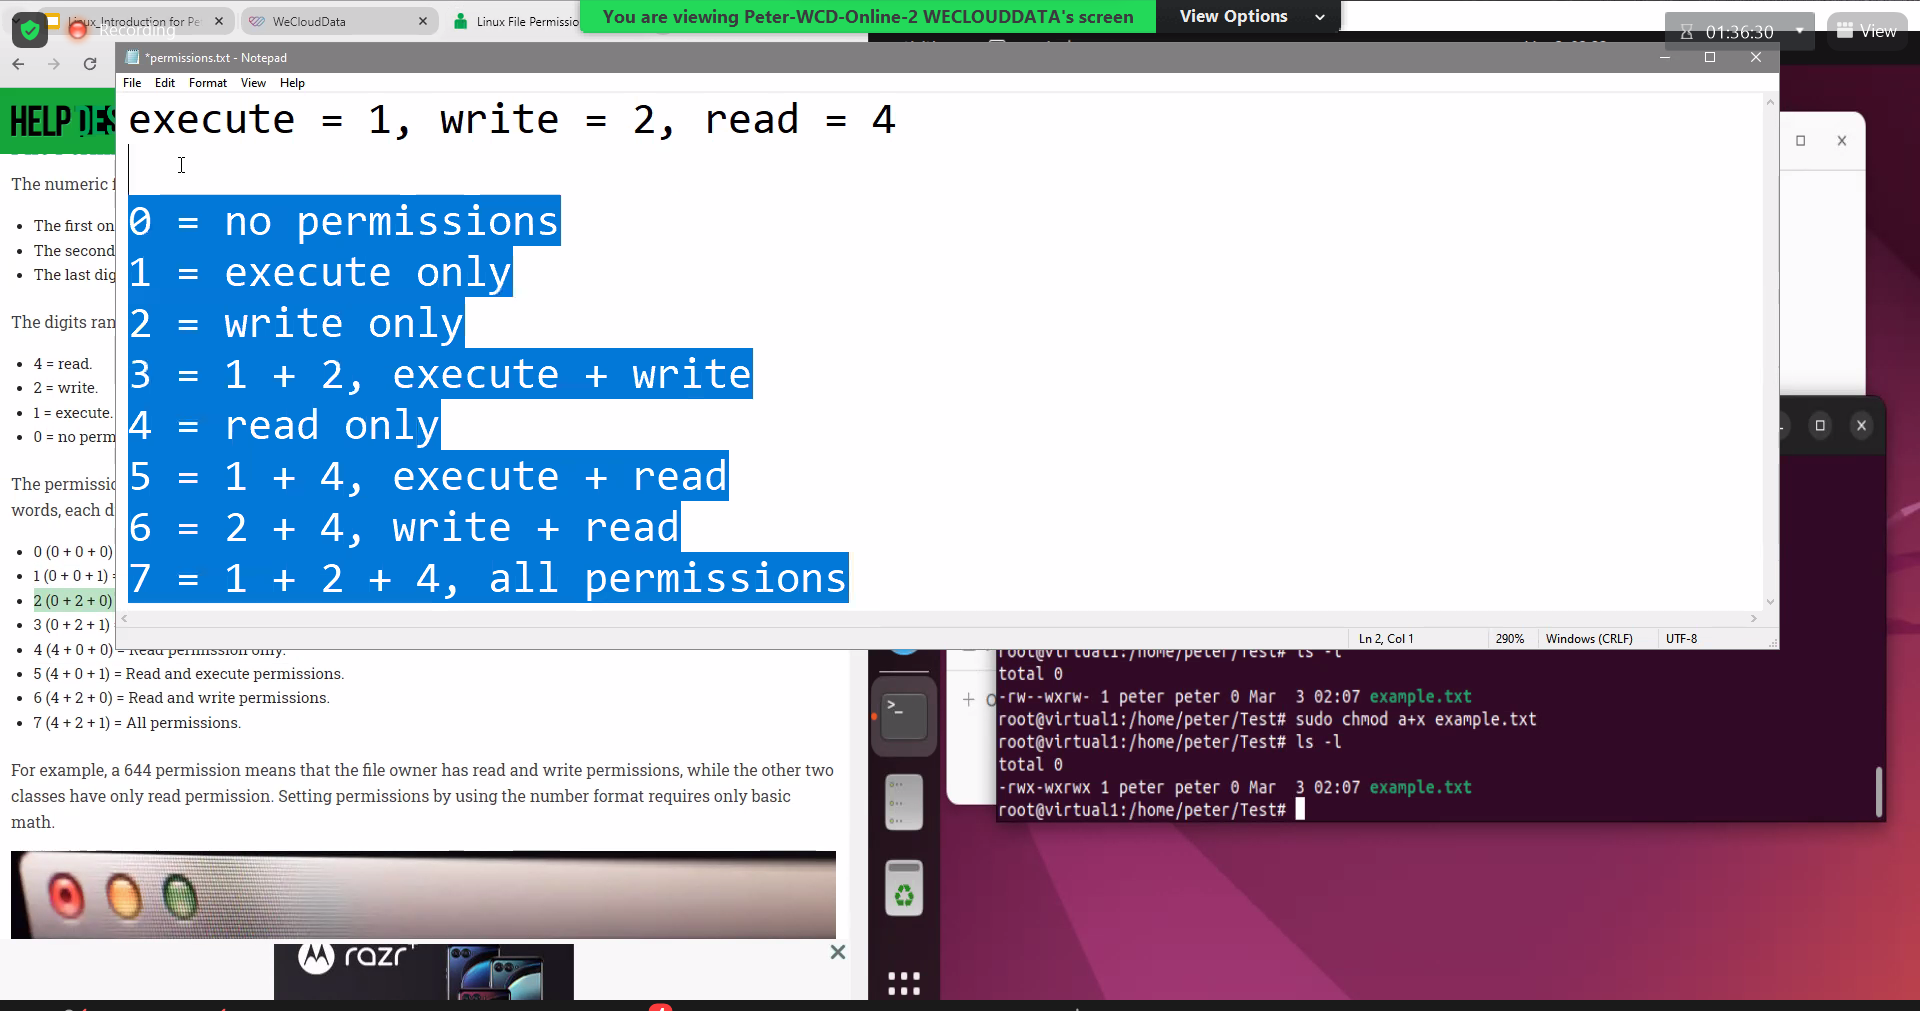 Linux_Introduction for Pe
WeCloudData
Linux File Permissio
You are viewing Peter-WCD-Online-2 WECLOUDDATA's screen
View Options
Recording
01:36:30
View
*permissions.txt - Notepad
File Edit Format View Help
HELP DES
execute = 1, write = 2, read = 4
0 = no permissions
1 = execute only
2 = write only
3 = 1 + 2, execute + write
4 = read only
5 = 1 + 4, execute + read
6 = 2 + 4, write + read
7 = 1 + 2 + 4, all permissions
Ln 2, Col 1
290%
Windows (CRLF)
UTF-8
The numeric f
The first on
The second
The last dig
The digits ran
4 = read.
2 = write.
1 = execute.
0 = no perm
The permissio
words, each d
0 (0 + 0 + 0)
1 (0 + 0 + 1) =
2 (0 + 2 + 0)
3 (0 + 2 + 1)
4 (4 + 0 + 0) = Read permission only.
5 (4 + 0 + 1) = Read and execute permissions.
6 (4 + 2 + 0) = Read and write permissions.
7 (4 + 2 + 1) = All permissions.
For example, a 644 permission means that the file owner has read and write permissions, while the other two
classes have only read permission. Setting permissions by using the number format requires only basic
math.
razr
root@virtual1:/home/peter/Test# ls -l
total 0
-rw--wxrw- 1 peter peter 0 Mar 3 02:07 example.txt
root@virtual1:/home/peter/Test# sudo chmod a+x example.txt
root@virtual1:/home/peter/Test# ls -l
total 0
-rwx-wxrwx 1 peter peter 0 Mar 3 02:07 example.txt
root@virtual1:/home/peter/Test#